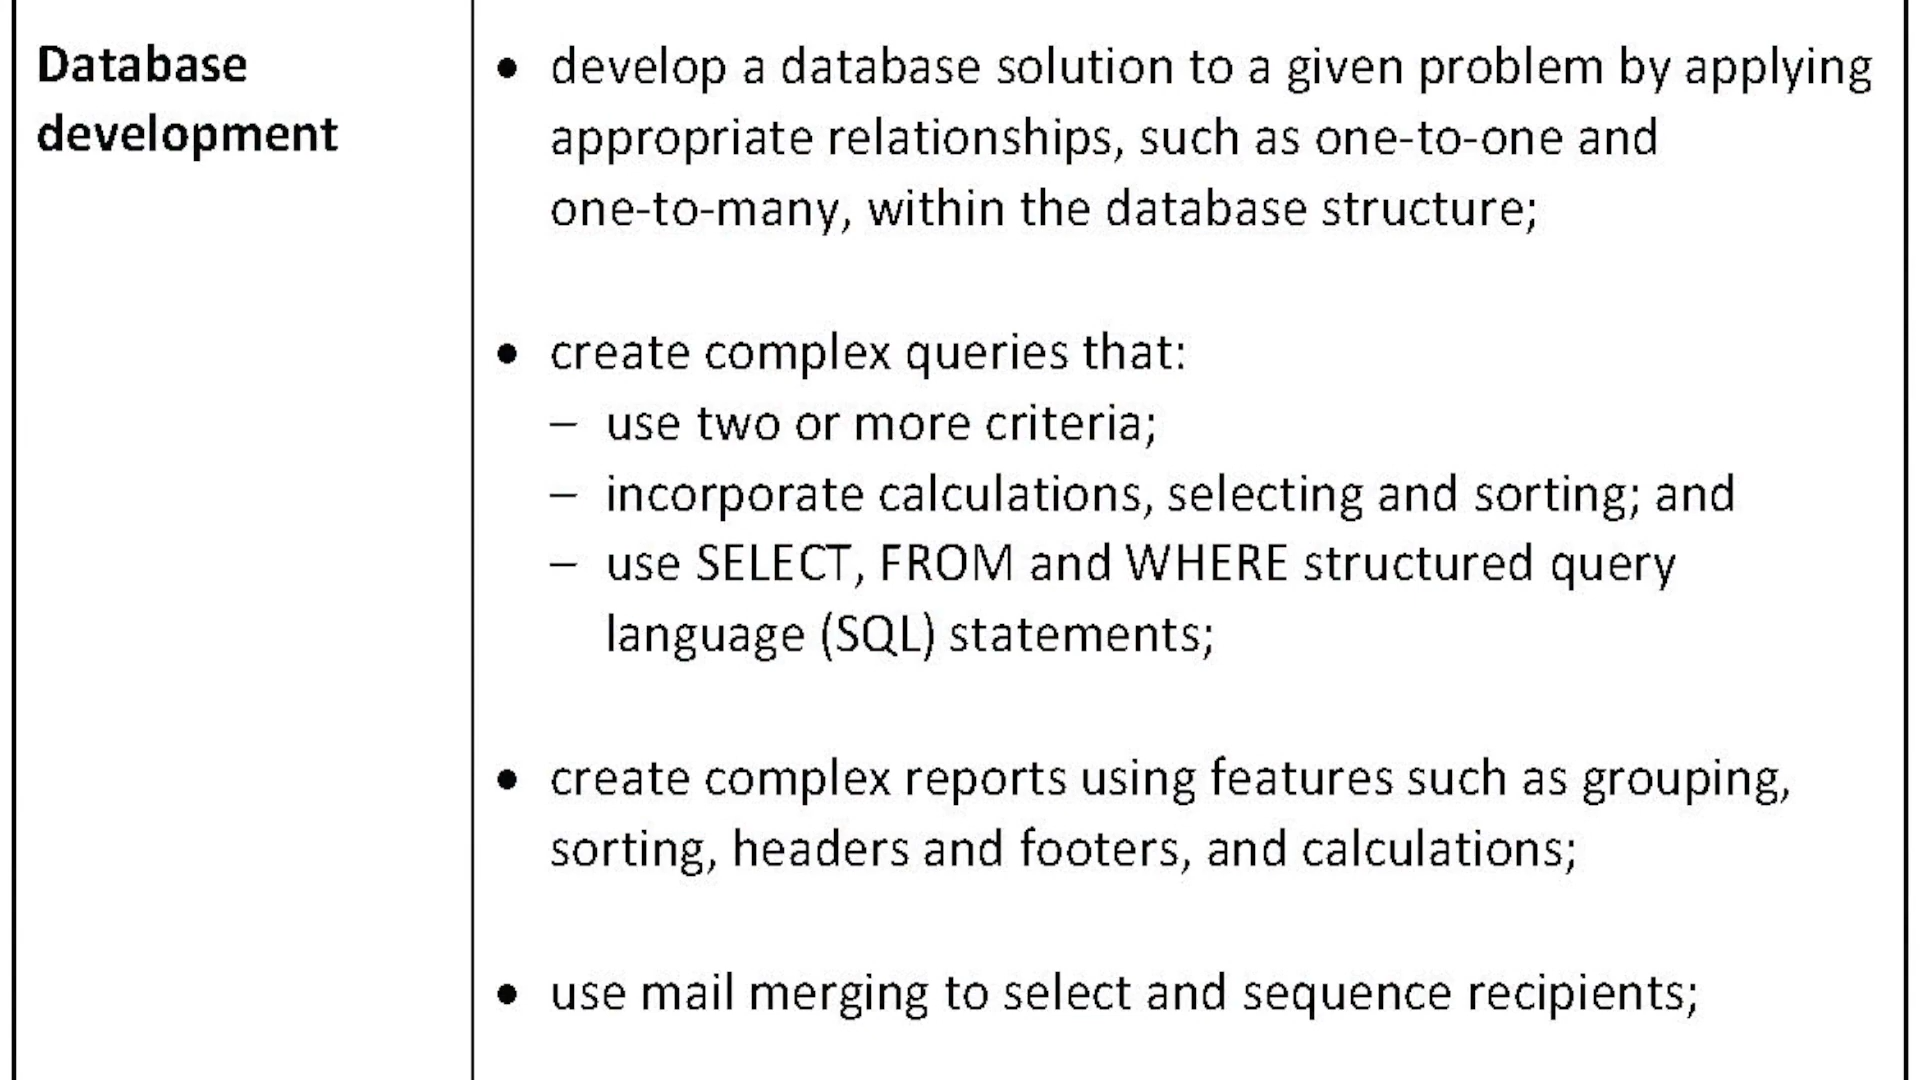 Database
development
• develop a database solution to a given problem by applying
appropriate relationships, such as one-to-one and
one-to-many, within the database structure;
• create complex queries that:
– use two or more criteria;
– incorporate calculations, selecting and sorting; and
– use SELECT, FROM and WHERE structured query
language (SQL) statements;
• create complex reports using features such as grouping,
sorting, headers and footers, and calculations;
• use mail merging to select and sequence recipients;